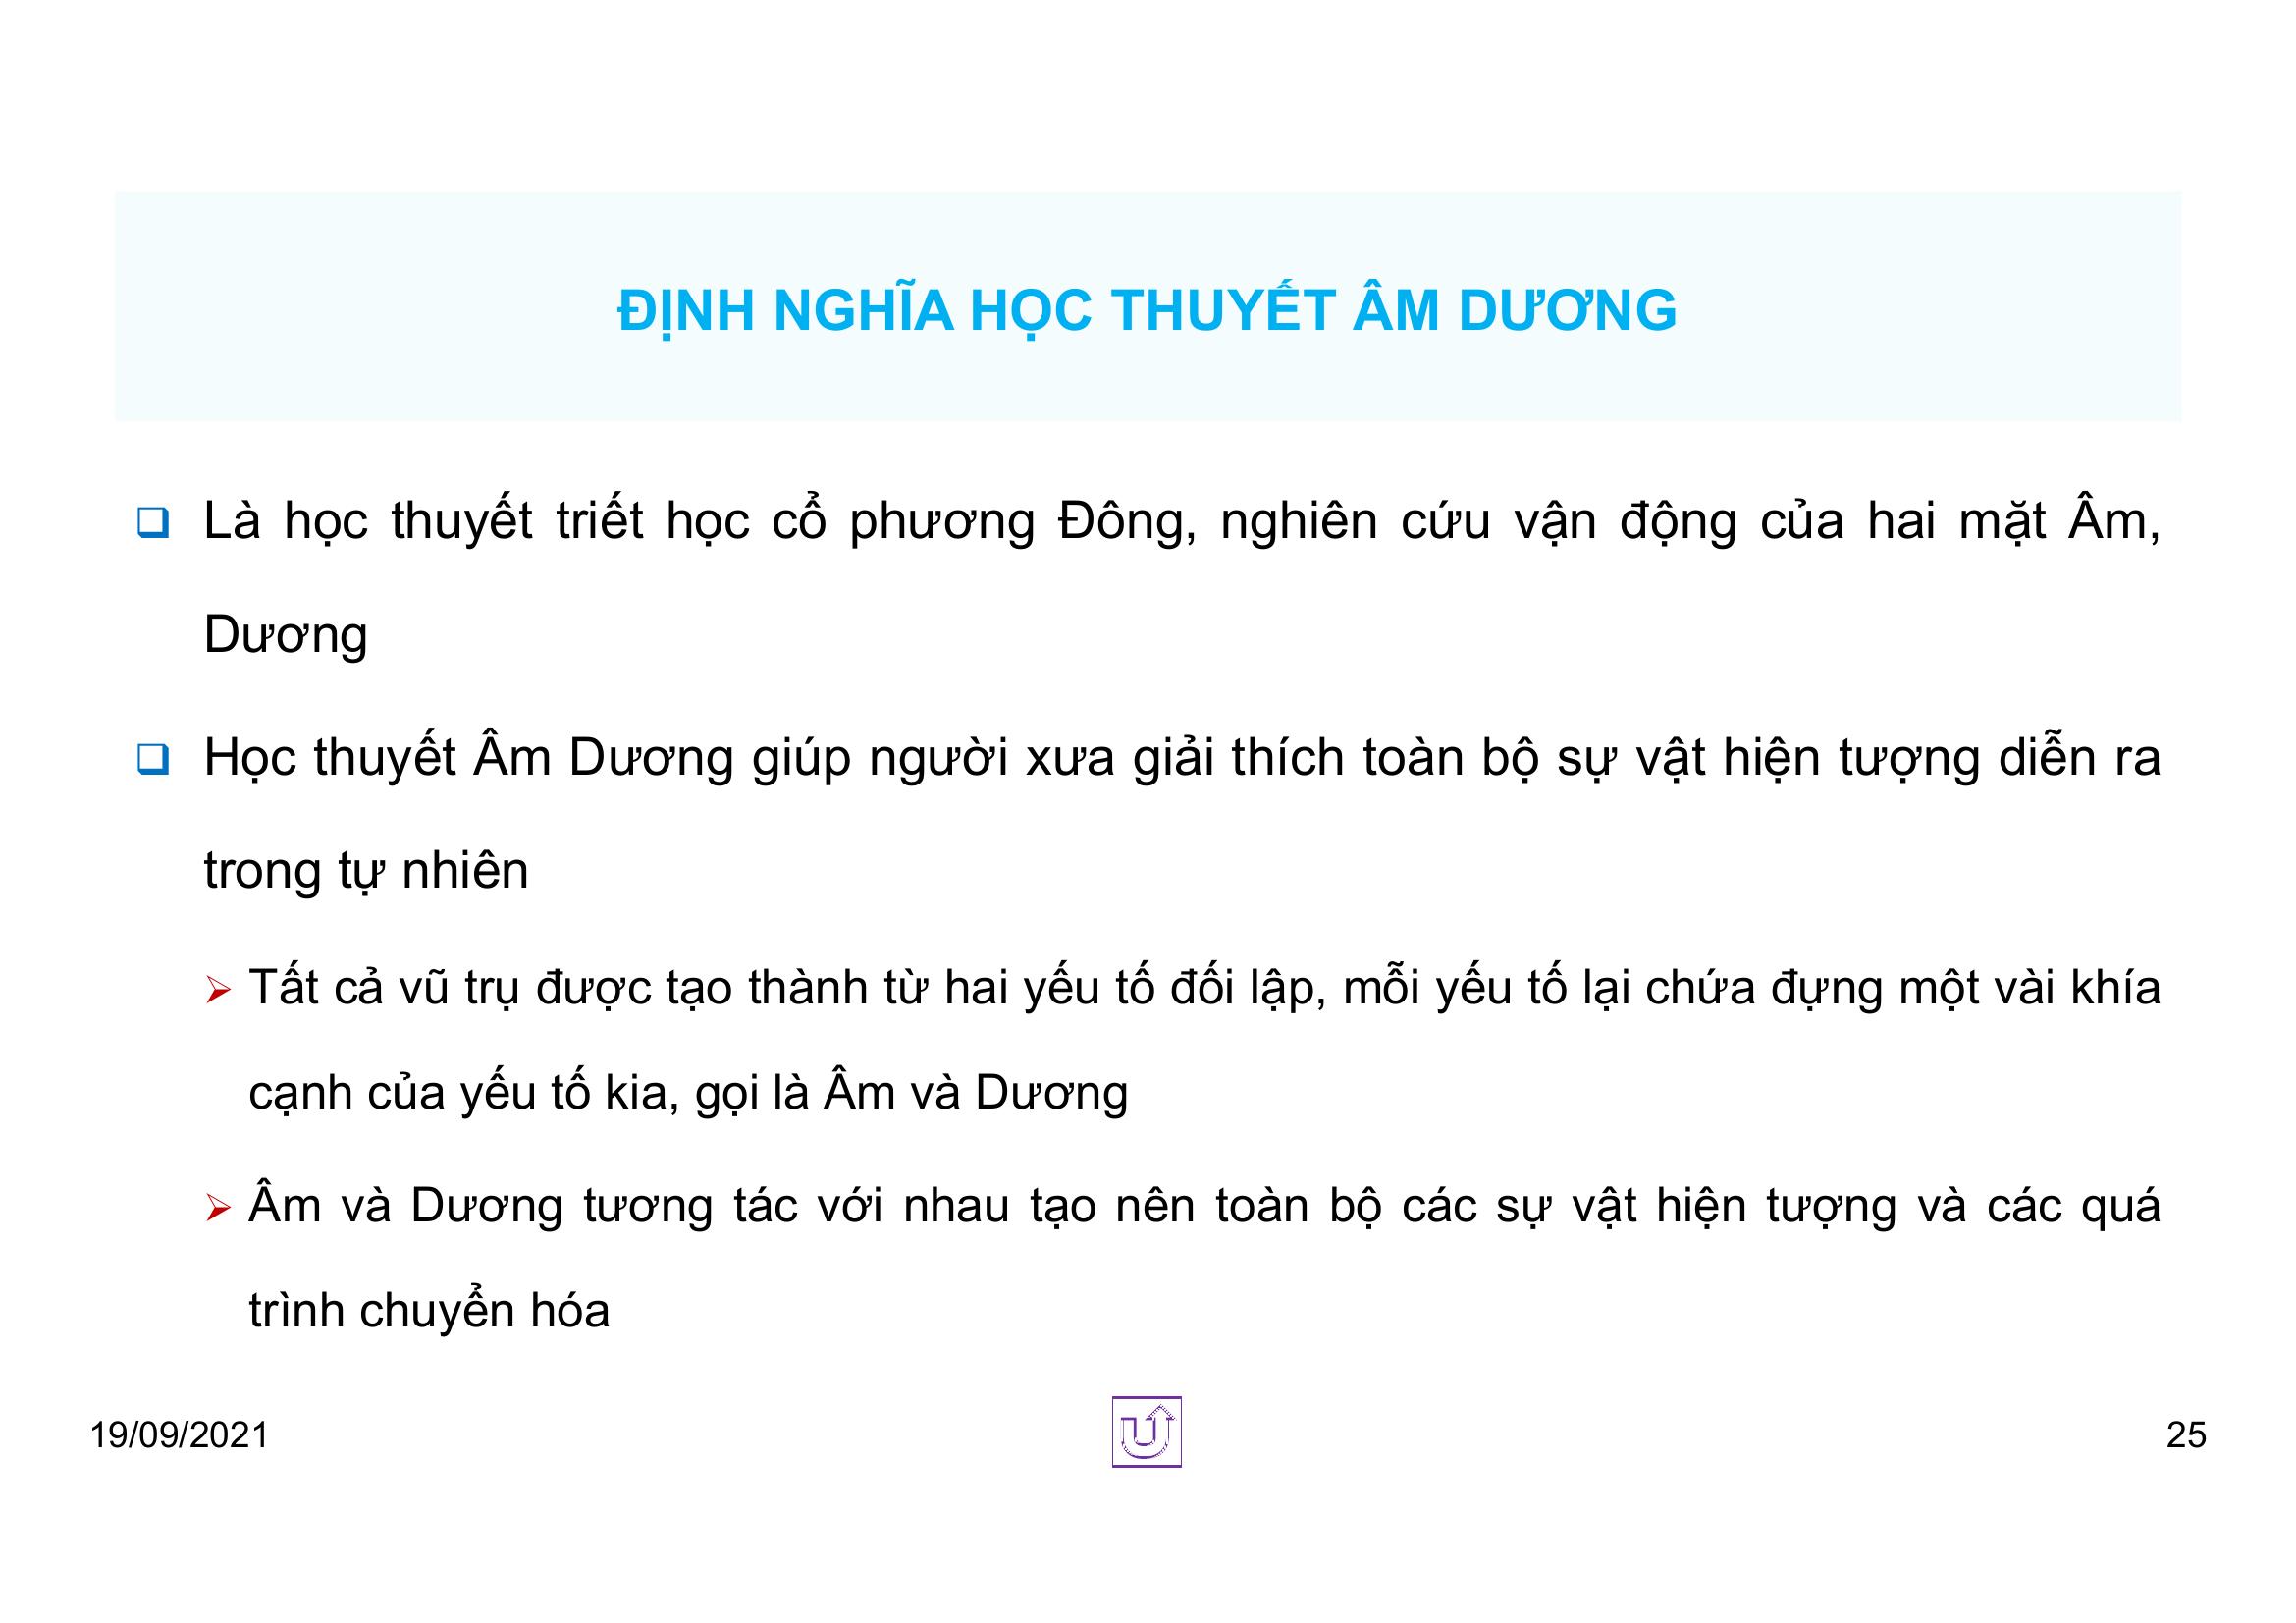 ĐỊNH NGHĨA HỌC THUYẾT ÂM DƯƠNG
Là học thuyết triết học cổ phương Đông, nghiên cứu vận động của hai mặt Âm,
Dương
Học thuyết Âm Dương giúp người xưa giải thích toàn bộ sự vật hiện tượng diễn ra
trong tự nhiên
Tất cả vũ trụ được tạo thành từ hai yếu tố đối lập, mỗi yếu tố lại chứa đựng một vài khía
cạnh của yếu tố kia, gọi là Âm và Dương
Âm và Dương tương tác với nhau tạo nên toàn bộ các sự vật hiện tượng và các quá
trình chuyển hóa
19/09/2021
25